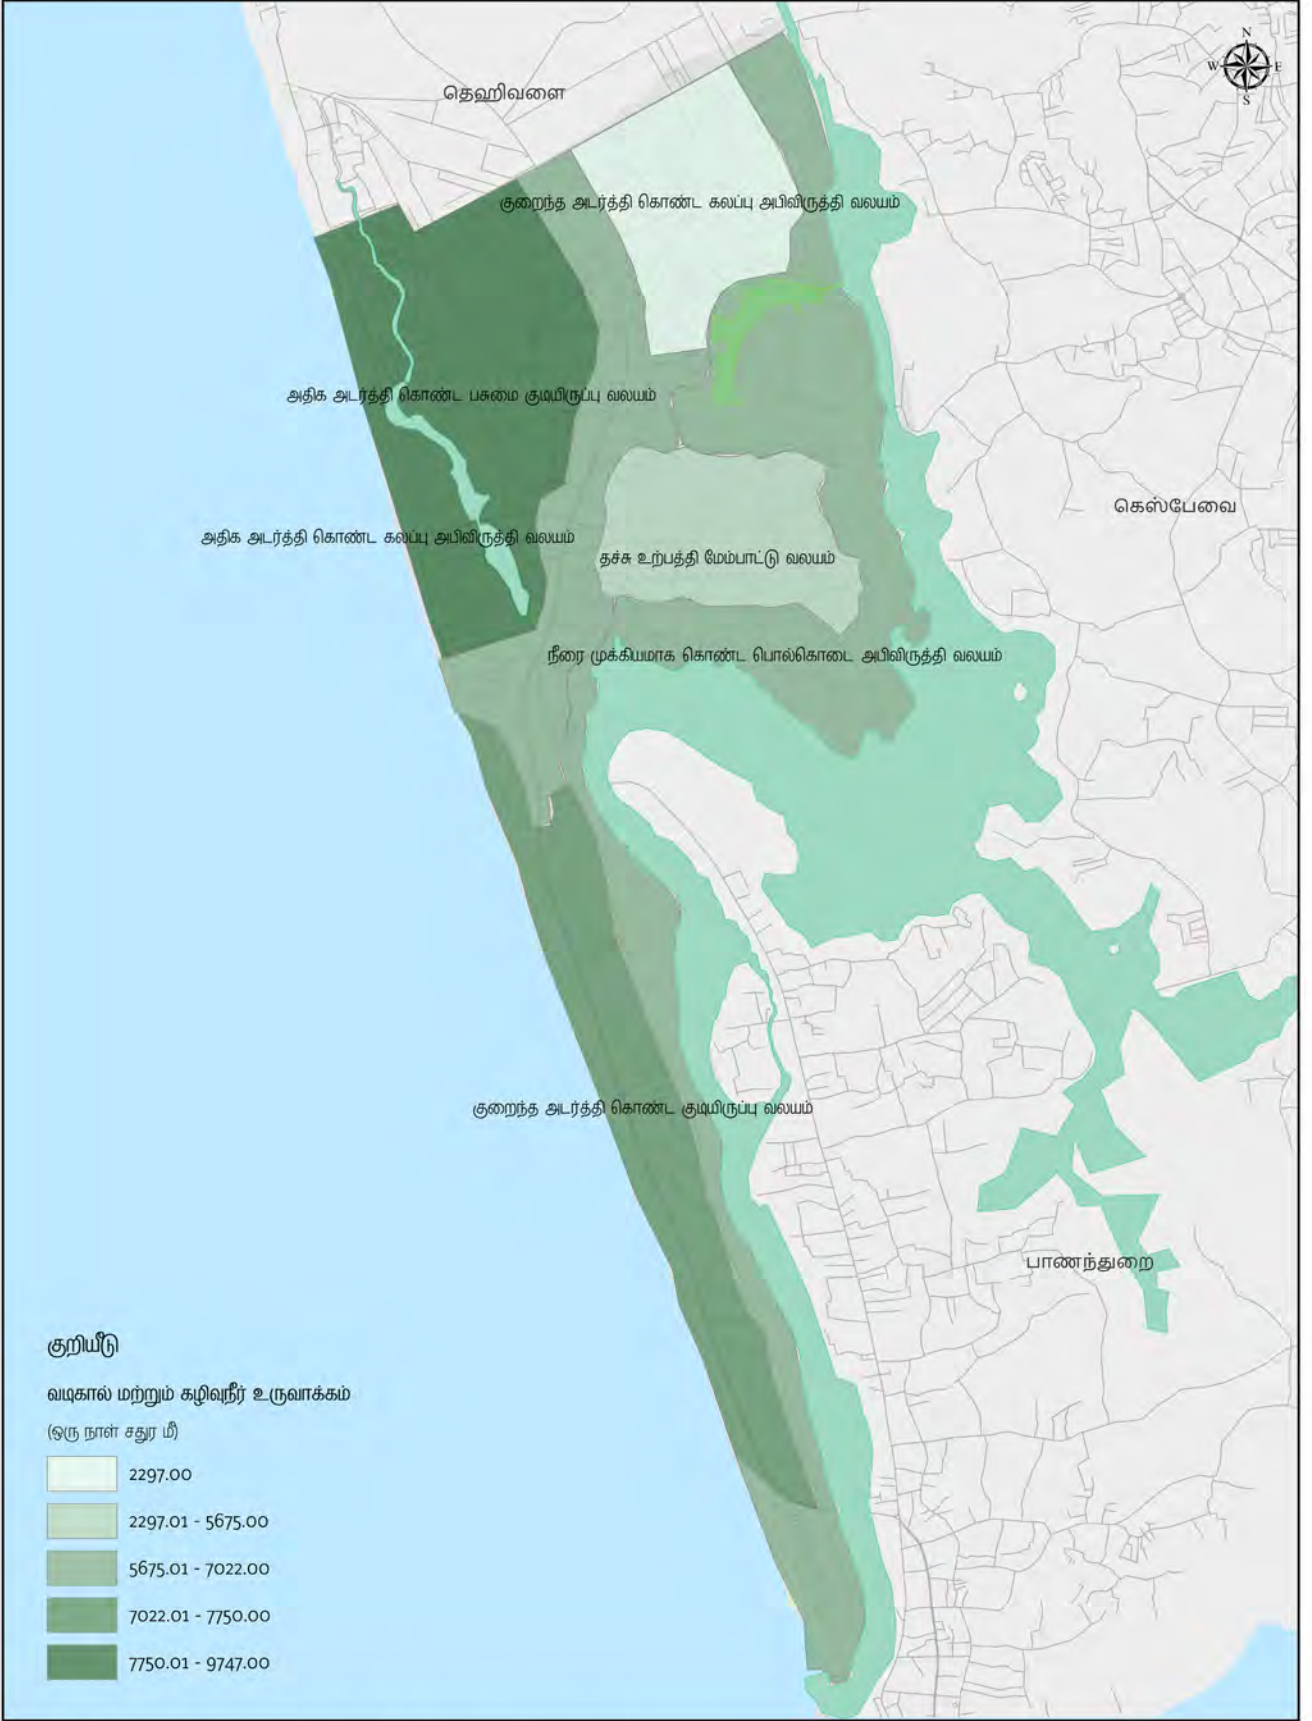 N
W E
S
தெஹிவளை
குறைந்த அடர்த்தி கொண்ட கலப்பு அபிவிருத்தி வலயம்
அதிக அடர்த்தி கொண்ட பசுமை குடியிருப்பு வலயம்
கெஸ்பேவை
அதிக அடர்த்தி கொண்ட கலப்பு அபிவிருத்தி வலயம்
தச்சு உற்பத்தி மேம்பாட்டு வலயம்
நீரை முக்கியமாக கொண்ட பொல்கொடை அபிவிருத்தி வலயம்
குறைந்த அடர்த்தி கொண்ட குடியிருப்பு வலயம்
பாணந்துறை
குறியீடு
வடிகால் மற்றும் கழிவுநீர் உருவாக்கம்
(ஒரு நாள் சதுர மீ)
2297.00
2297.01 - 5675.00
5675.01 - 7022.00
7022.01 - 7750.00
7750.01 - 9747.00